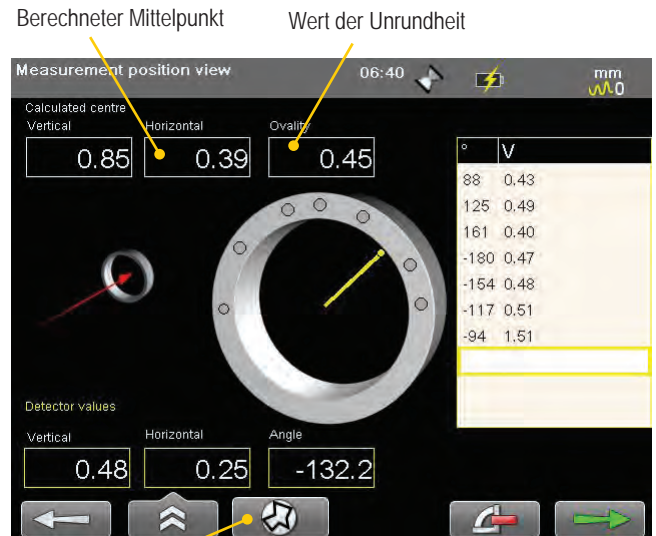 Berechneter Mittelpunkt Wert der Unrundheit
Measurement position view 06:40 mm
0
Calculated centre
Vertical Horizontal Ovality
0.85 0.39 0.45
° V
88 0.43
125 0.49
161 0.40
-180 0.47
-154 0.48
-117 0.51
-94 1.51
Detector values
Vertical Horizontal Angle
0.48 0.25 -132.2